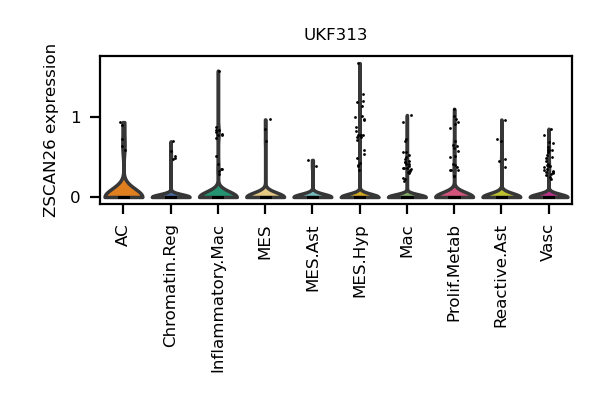 UKF313
ZSCAN26 expression
1
0
AC
Chromatin.Reg
Inflammatory.Mac
MES
MES.Ast
MES.Hyp
Mac
Prolif.Metab
Reactive.Ast
Vasc